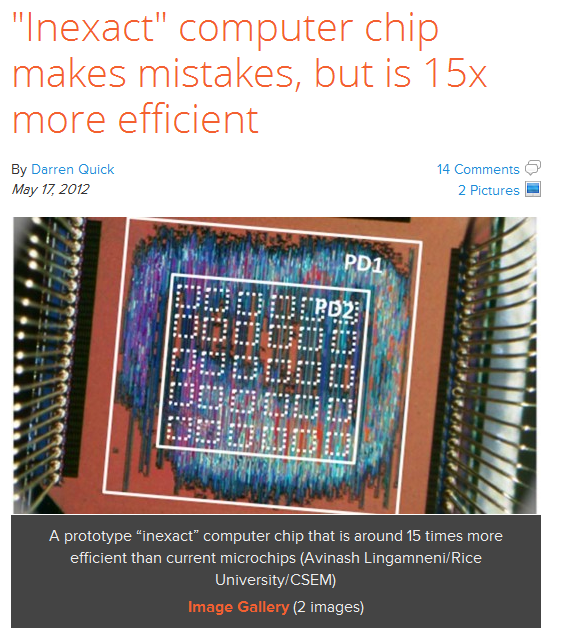 "Inexact" computer chip
makes mistakes, but is 15x
more efficient
By Darren Quick
May 17, 2012
14 Comments
2 Pictures
PD1
PD2
A prototype “inexact” computer chip that is around 15 times more
efficient than current microchips (Avinash Lingamneni/Rice
University/CSEM)
Image Gallery (2 images)